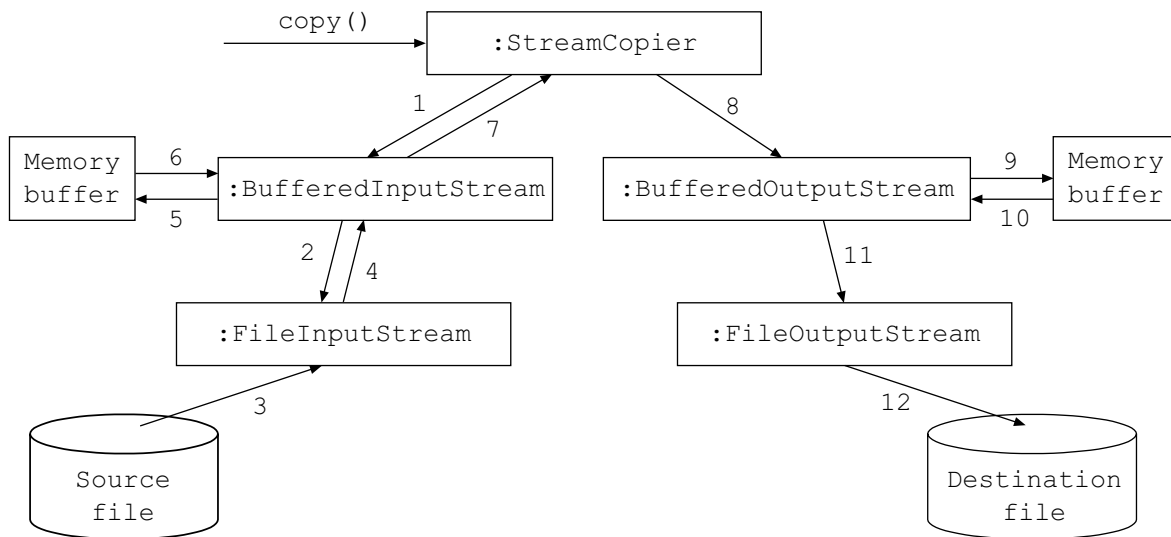 copy()
:StreamCopier
1
7
8
Memory
buffer
6
5
:BufferedInputStream
:BufferedOutputStream
9
10
Memory
buffer
2
4
11
:FileInputStream
:FileOutputStream
3
12
Source
file
Destination
file